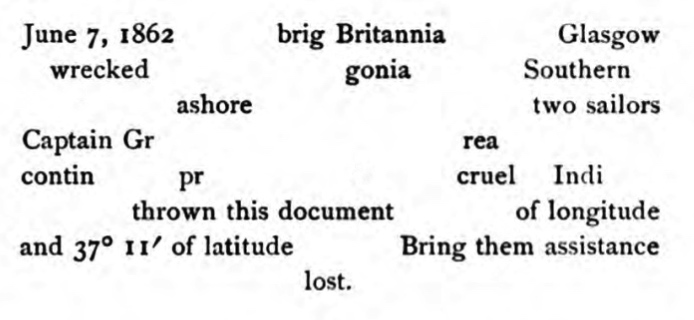 June 7, 1862 brig Britannia Glasgow
wrecked gonia Southern
ashore two sailors
Captain Gr rea
contin pr cruel Indi
thrown this document of longitude
and 37° 11′ of latitude Bring them assistance
lost.